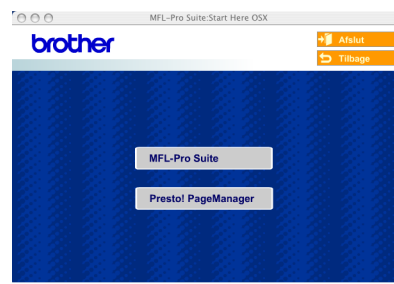 MFL-Pro Suite:Start Here OSX
brother
Afslut
Tilbage
MFL-Pro Suite
Presto! PageManager